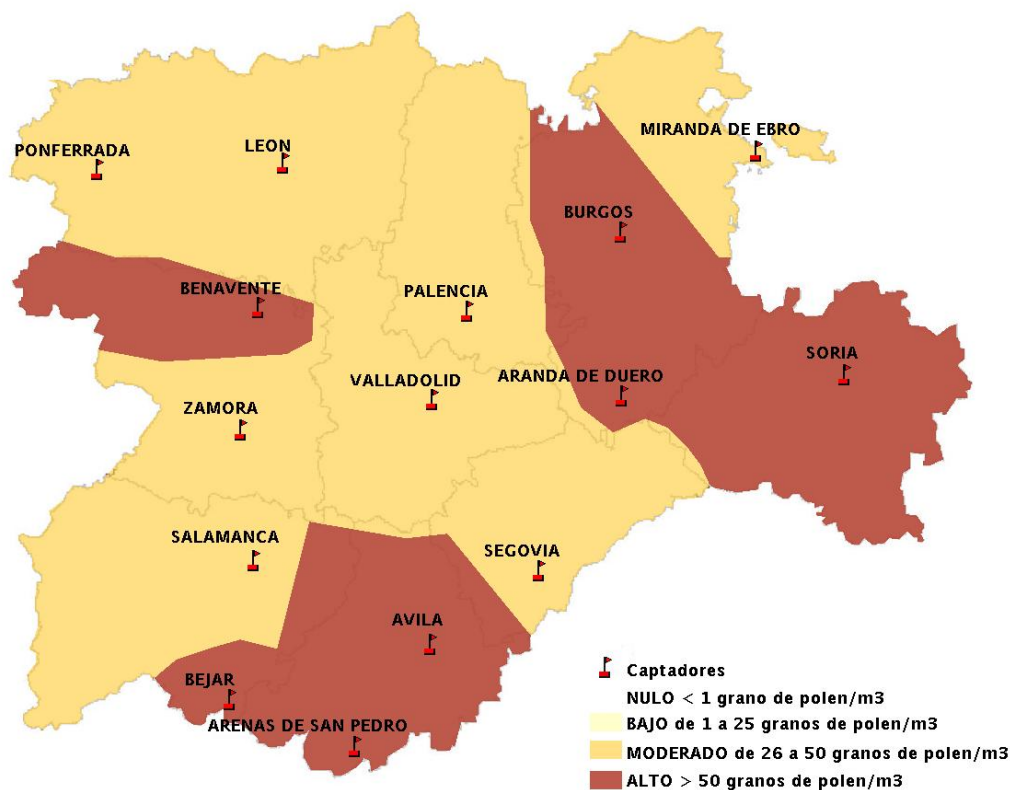 MIRANDA DE EBRO
PONFERRADA
LEON
BURGOS
BENAVENTE
PALENCIA
SORIA
VALLADOLID
ARANDA DE DUERO
ZAMORA
SALAMANCA
SEGOVIA
AVILA
BEJAR
ARENAS DE SAN PEDRO
Captadores
NULO < 1 grano de polen/m3
BAJO de 1 a 25 granos de polen/m3
MODERADO de 26 a 50 granos de polen/m3
ALTO > 50 granos de polen/m3